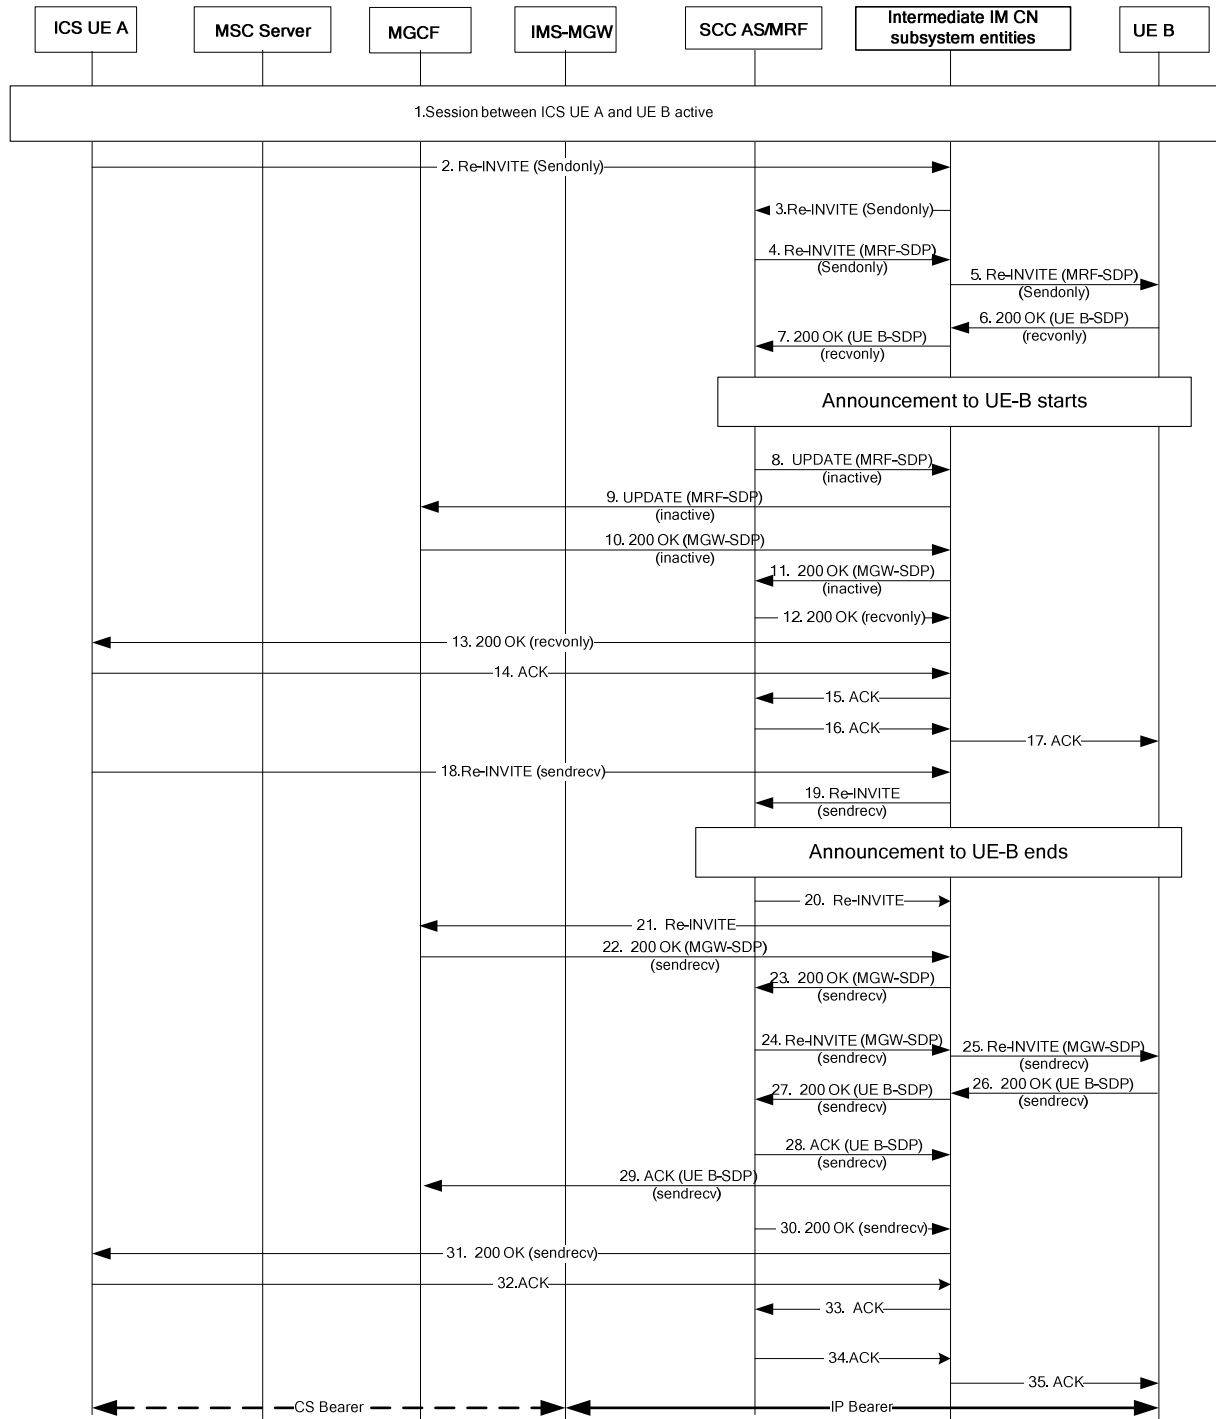 ICS UE A
MSC Server
MGCF
IMS-MGW
SCC AS/MRF
Intermediate IM CN
subsystem entities
UE B
1.Session between ICS UE A and UE B active
2. Re-INVITE (Sendonly)
3.Re-INVITE (Sendonly)
4. Re-INVITE (MRF-SDP)
(Sendonly)
5. Re-INVITE (MRF-SDP)
(Sendonly)
6. 200 OK (UE B-SDP)
(recvonly)
7. 200 OK (UE B-SDP)
(recvonly)
Announcement to UE-B starts
8. UPDATE (MRF-SDP)
(inactive)
9. UPDATE (MRF-SDP)
(inactive)
10. 200 OK (MGW-SDP)
(inactive)
11. 200 OK (MGW-SDP)
(inactive)
12. 200 OK (recvonly)
13. 200 OK (recvonly)
14. ACK
15. ACK
16. ACK
17. ACK
18.Re-INVITE (sendrecv)
19. Re-INVITE
(sendrecv)
Announcement to UE-B ends
20. Re-INVITE
21. Re-INVITE
22. 200 OK (MGW-SDP)
(sendrecv)
23. 200 OK (MGW-SDP)
(sendrecv)
24. Re-INVITE (MGW-SDP)
(sendrecv)
25. Re-INVITE (MGW-SDP)
(sendrecv)
26. 200 OK (UE B-SDP)
(sendrecv)
27. 200 OK (UE B-SDP)
(sendrecv)
28. ACK (UE B-SDP)
(sendrecv)
29. ACK (UE B-SDP)
(sendrecv)
30. 200 OK (sendrecv)
31. 200 OK (sendrecv)
32.ACK
33. ACK
34.ACK
35. ACK
CS Bearer
IP Bearer